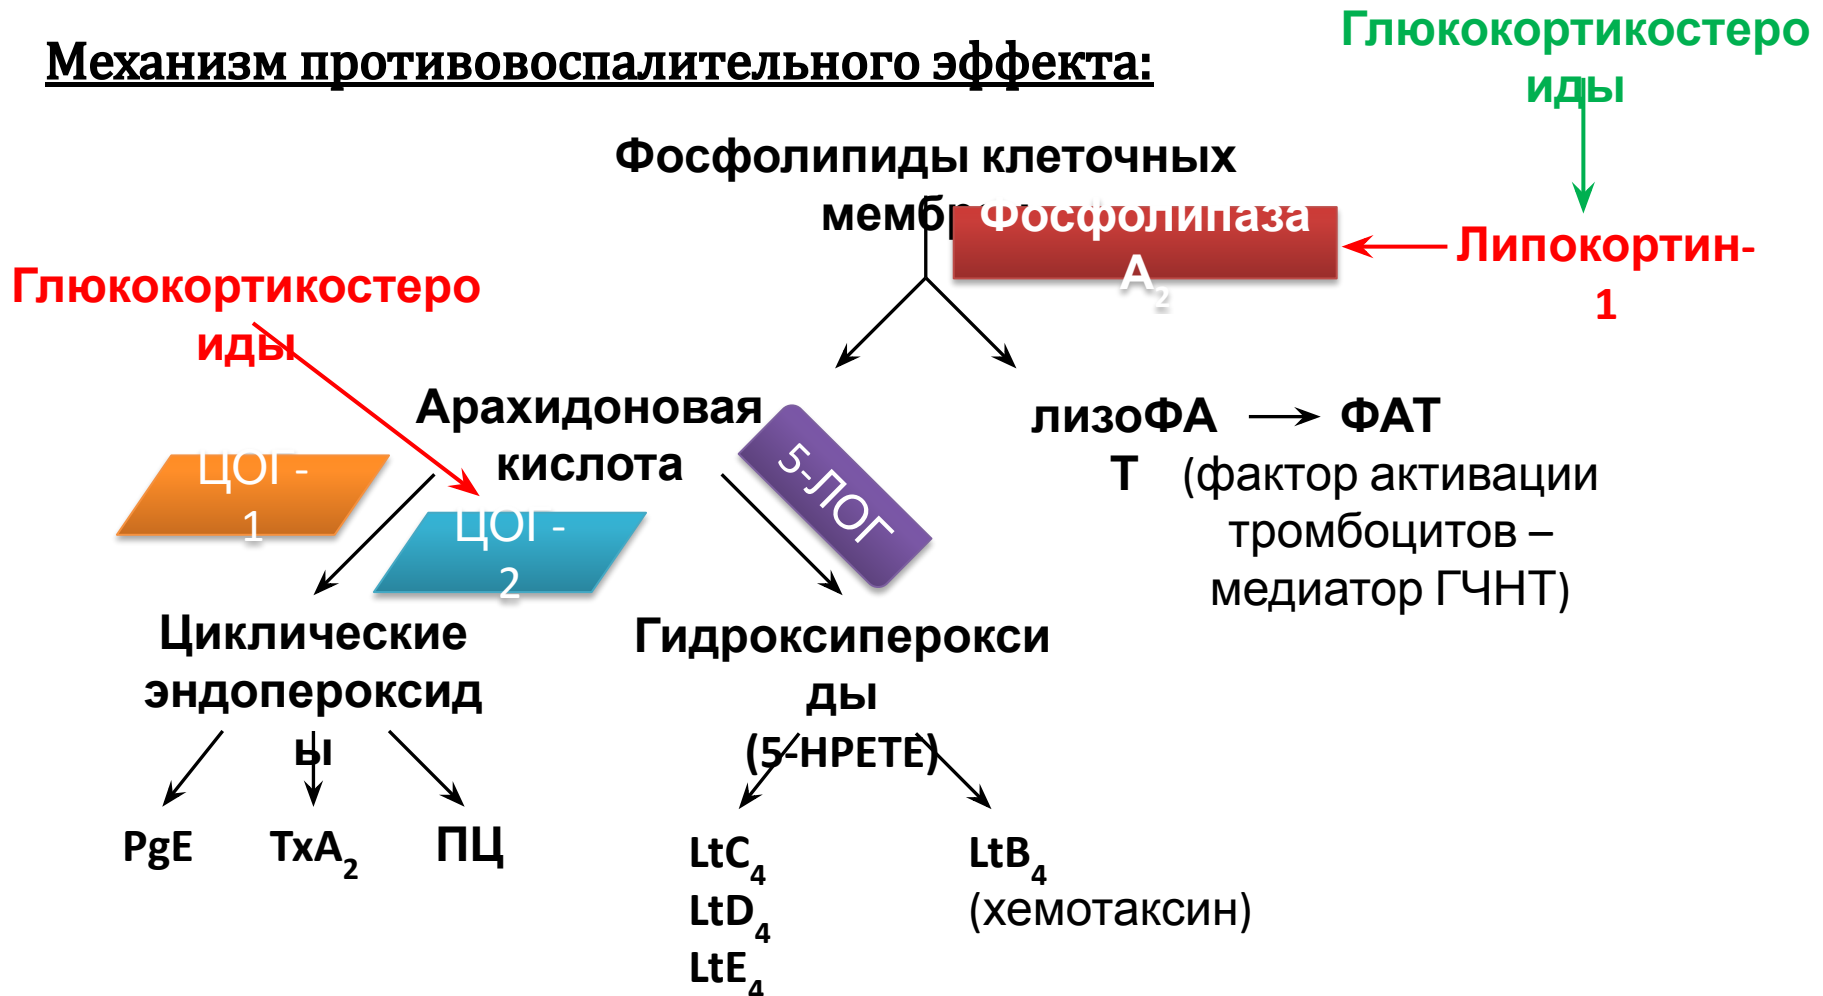 Глюкокортикостеро
иды
Механизм противовоспалительного эффекта:
Фосфолипиды клеточных
Фосфолипаза
A2
Липокортин-
1
Глюкокортикостеро
иды
Арахидоновая
кислота
ЦОГ-
1
ЦОГ-
2
5-ЛОГ
лизоФА
Т
ФАТ
(фактор активации
тромбоцитов –
медиатор ГЧНТ)
Циклические
эндопероксид
ы
Гидроксиперокси
ды
(5-HPETE)
PgE
TxA2
ПЦ
LtC4
LtD4
LtE4
LtB4
(хемотаксин)